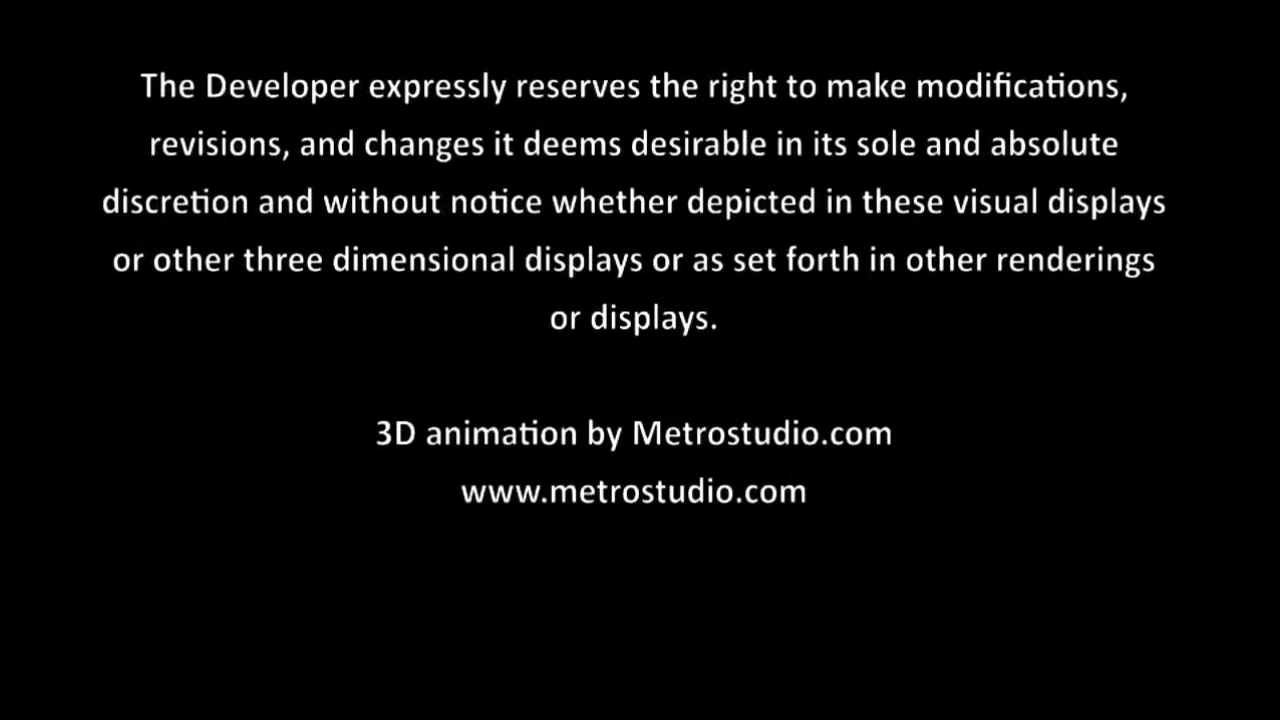 The Developer expressly reserves the right to make modifications,
revisions, and changes it deems desirable in its sole and absolute
discretion and without notice whether depicted in these visual displays
or other three dimensional displays or as set forth in other renderings
or displays.
3D animation by Metrostudio.com
www.metrostudio.com